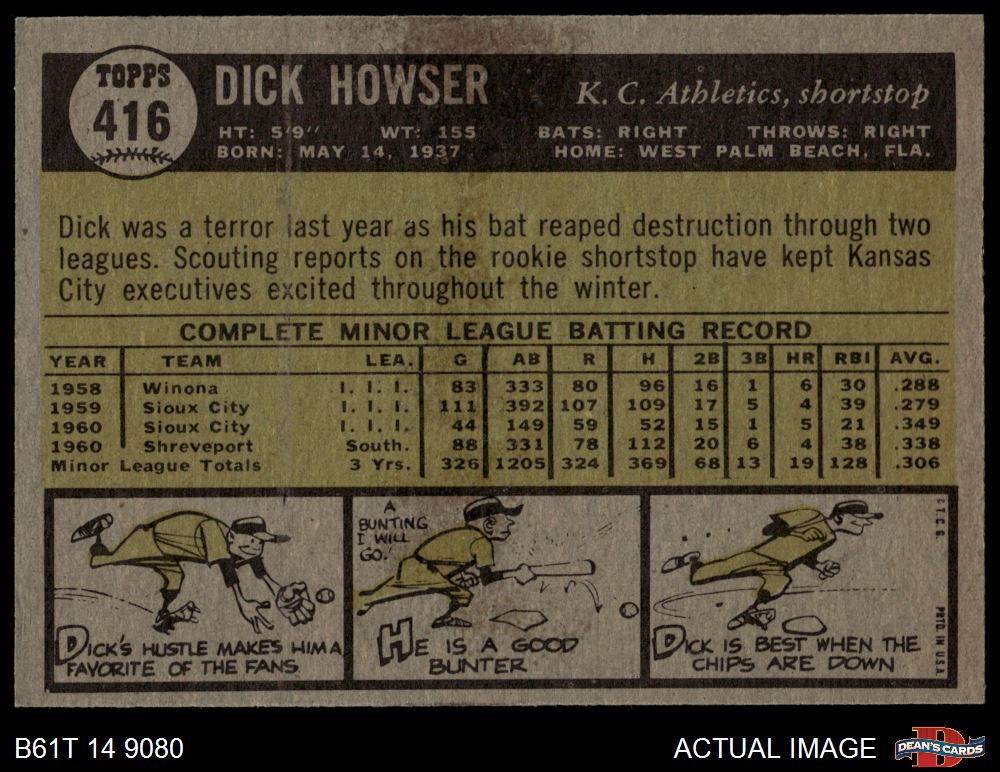 TOPPS
416
DICK HOWSER
K. C. Athletics, shortstop
HT: 5'9" WT: 155 BATS: RIGHT THROWS: RIGHT
BORN: MAY 14, 1937 HOME: WEST PALM BEACH, FLA.
Dick was a terror last year as his bat reaped destruction through two
leagues. Scouting reports on the rookie shortstop have kept Kansas
City executives excited throughout the winter.
COMPLETE MINOR LEAGUE BATTING RECORD
YEAR TEAM LEA. G AB R H 2B 3B HR RBI AVG.
1958 Winona I. I. I. 83 333 80 96 16 1 6 30 .288
1959 Sioux City I. I. I. 111 392 107 109 17 5 4 39 .279
1960 Sioux City I. I. I. 44 149 59 52 15 1 5 21 .349
1960 Shreveport South. 88 331 78 112 20 6 4 38 .338
Minor League Totals 3 Yrs. 326 1205 324 369 68 13 19 128 .306
DICK'S HUSTLE MAKES HIM A
FAVORITE OF THE FANS
A
BUNTING
I WILL
GO!
HE IS A GOOD
BUNTER
DICK IS BEST WHEN THE
CHIPS ARE DOWN
T.C.G.
PRTD. IN U.S.A.
B61T 14 9080
ACTUAL IMAGE
DEAN'S CARDS